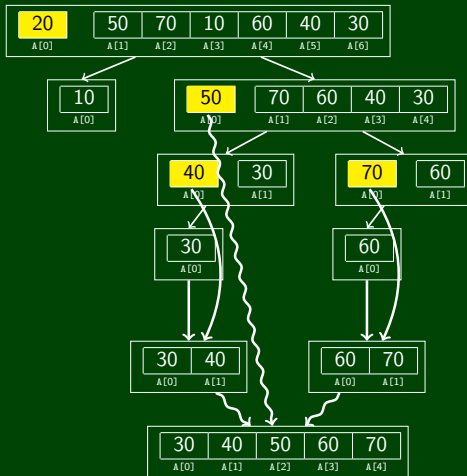 20 50 70 10 60 40 30
A[0] A[1] A[2] A[3] A[4] A[5] A[6]
10 50 70 60 40 30
A[0] A[0] A[1] A[2] A[3] A[4]
40 30 70 60
A[0] A[1] A[0] A[1]
30 60
A[0] A[0]
30 40 60 70
A[0] A[1] A[0] A[1]
30 40 50 60 70
A[0] A[1] A[2] A[3] A[4]